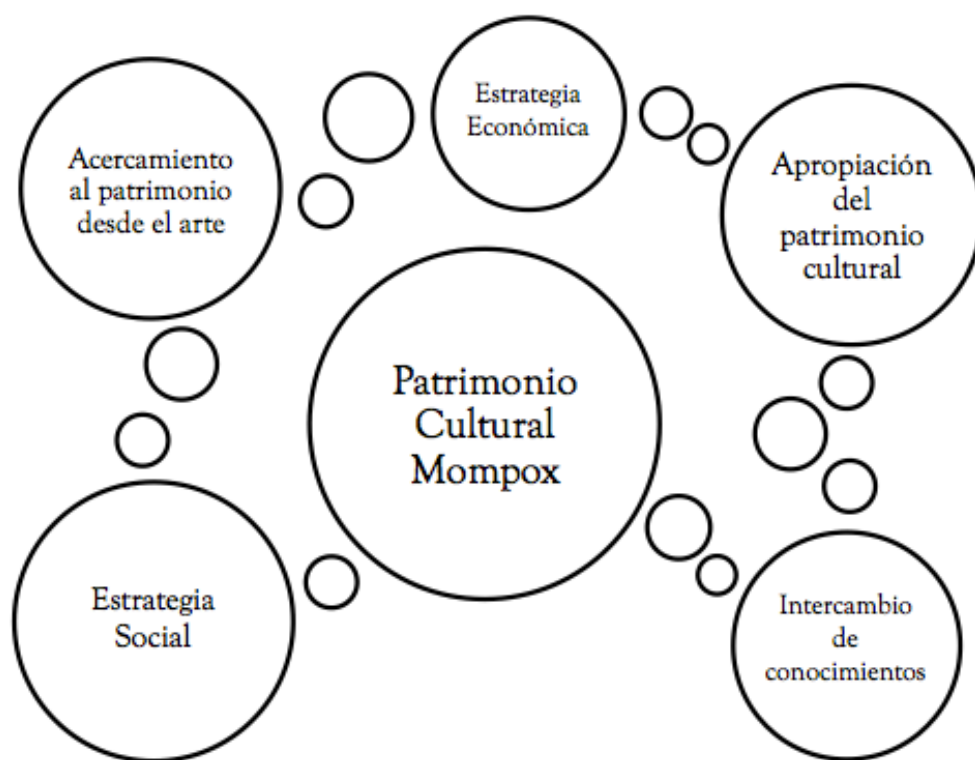 Estrategia
Económica
Acercamiento
al patrimonio
desde el arte
Apropiación
del
patrimonio
cultural
Patrimonio
Cultural
Mompox
Estrategia
Social
Intercambio
de
conocimientos